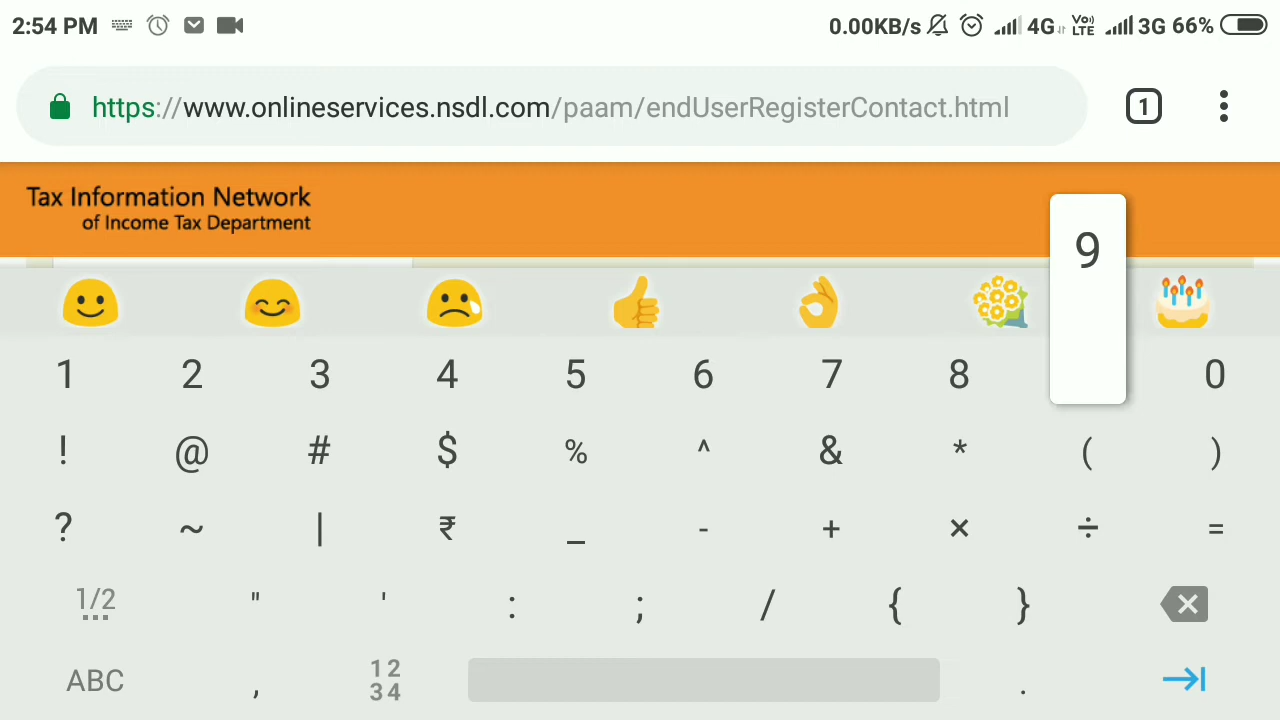 2:54 PM 0.00KB/s 4G VoLTE 3G 66%
https://www.onlineservices.nsdl.com/paam/endUserRegisterContact.html 1
Tax Information Network
of Income Tax Department
1 2 3 4 5 6 7 8 9 0
! @ # $ % ^ & * ( )
? ~ | ₹ _ - + × ÷ =
1/2 " ' : ; / { }
ABC , 12 34 .